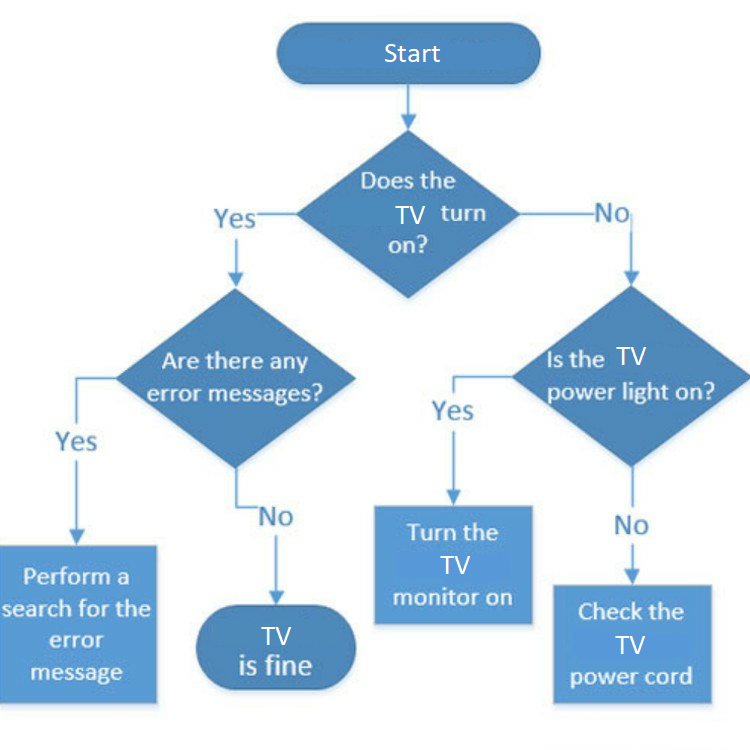 Start
Does the
TV turn
on?
Yes
No
Are there any
error messages?
Is the TV
power light on?
Yes
No
Yes
No
Perform a
search for the
error
message
TV
is fine
Turn the
TV
monitor on
Check the
TV
power cord